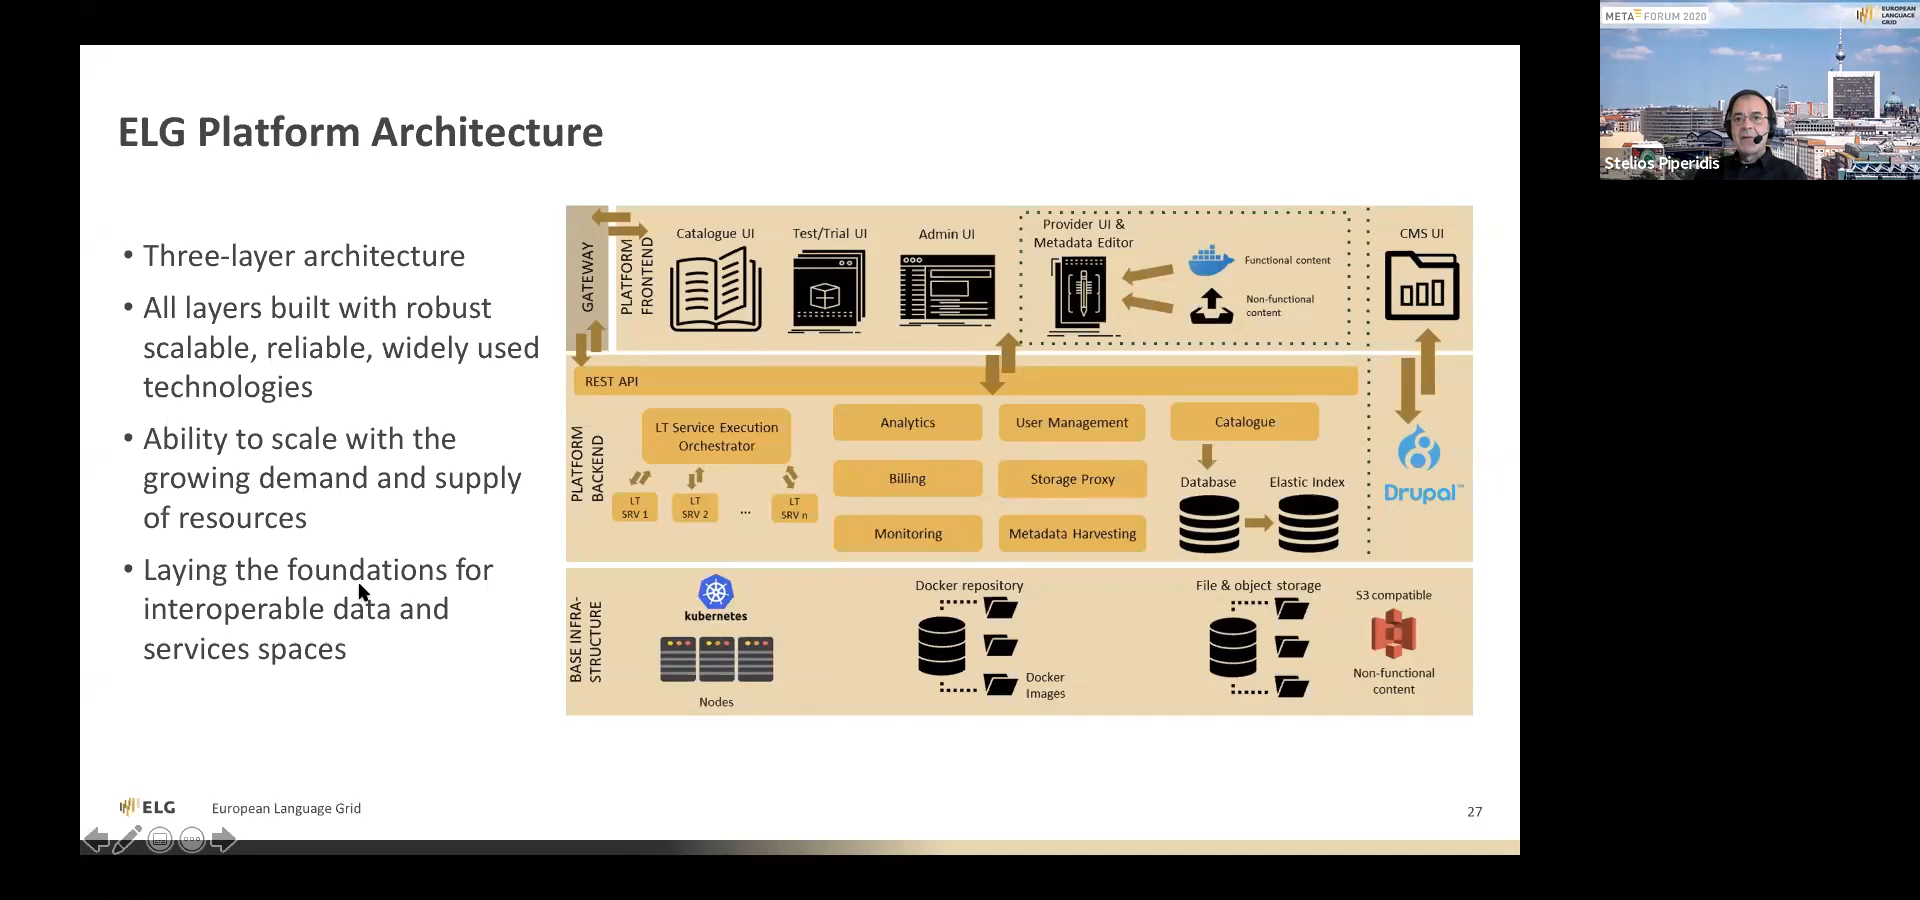 META FORUM 2020
EUROPEAN
LANGUAGE
GRID
Stelios Piperidis
ELG Platform Architecture
• Three-layer architecture
• All layers built with robust
scalable, reliable, widely used
technologies
• Ability to scale with the
growing demand and supply
of resources
• Laying the foundations for
interoperable data and
services spaces
GATEWAY
PLATFORM
FRONTEND
Catalogue UI
Test/Trial UI
Admin UI
Provider UI &
Metadata Editor
Functional content
Non-functional
content
CMS UI
REST API
PLATFORM
BACKEND
LT Service Execution
Orchestrator
LT
SRV 1
LT
SRV 2
...
LT
SRV n
Analytics
User Management
Catalogue
Billing
Storage Proxy
Monitoring
Metadata Harvesting
Database
Elastic Index
Drupal™
BASE INFRA-
STRUCTURE
kubernetes
Nodes
Docker repository
Docker
Images
File & object storage
S3 compatible
Non-functional
content
ELG
European Language Grid
27